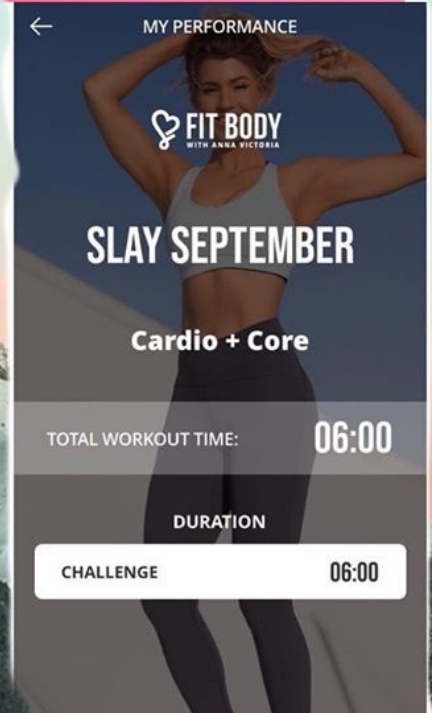 MY PERFORMANCE
FIT BODY
WITH ANNA VICTORIA
SLAY SEPTEMBER
Cardio + Core
TOTAL WORKOUT TIME: 06:00
DURATION
CHALLENGE 06:00